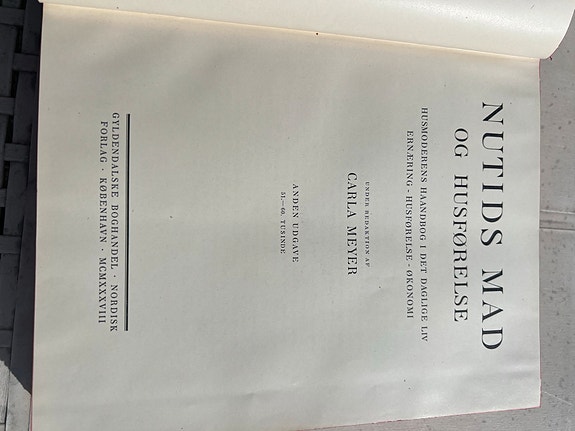 NUTIDS MAD
OG HUSFØRELSE
HUSMODERENS HAANDBOG I DET DAGLIGE LIV
ERNÆRING · HUSFØRELSE · ØKONOMI
UNDER REDAKTION AF
CARLA MEYER
ANDEN UDGAVE
51.—60. TUSINDE
GYLDENDALSKE BOGHANDEL · NORDISK
FORLAG · KØBENHAVN · MCMXXXVIII